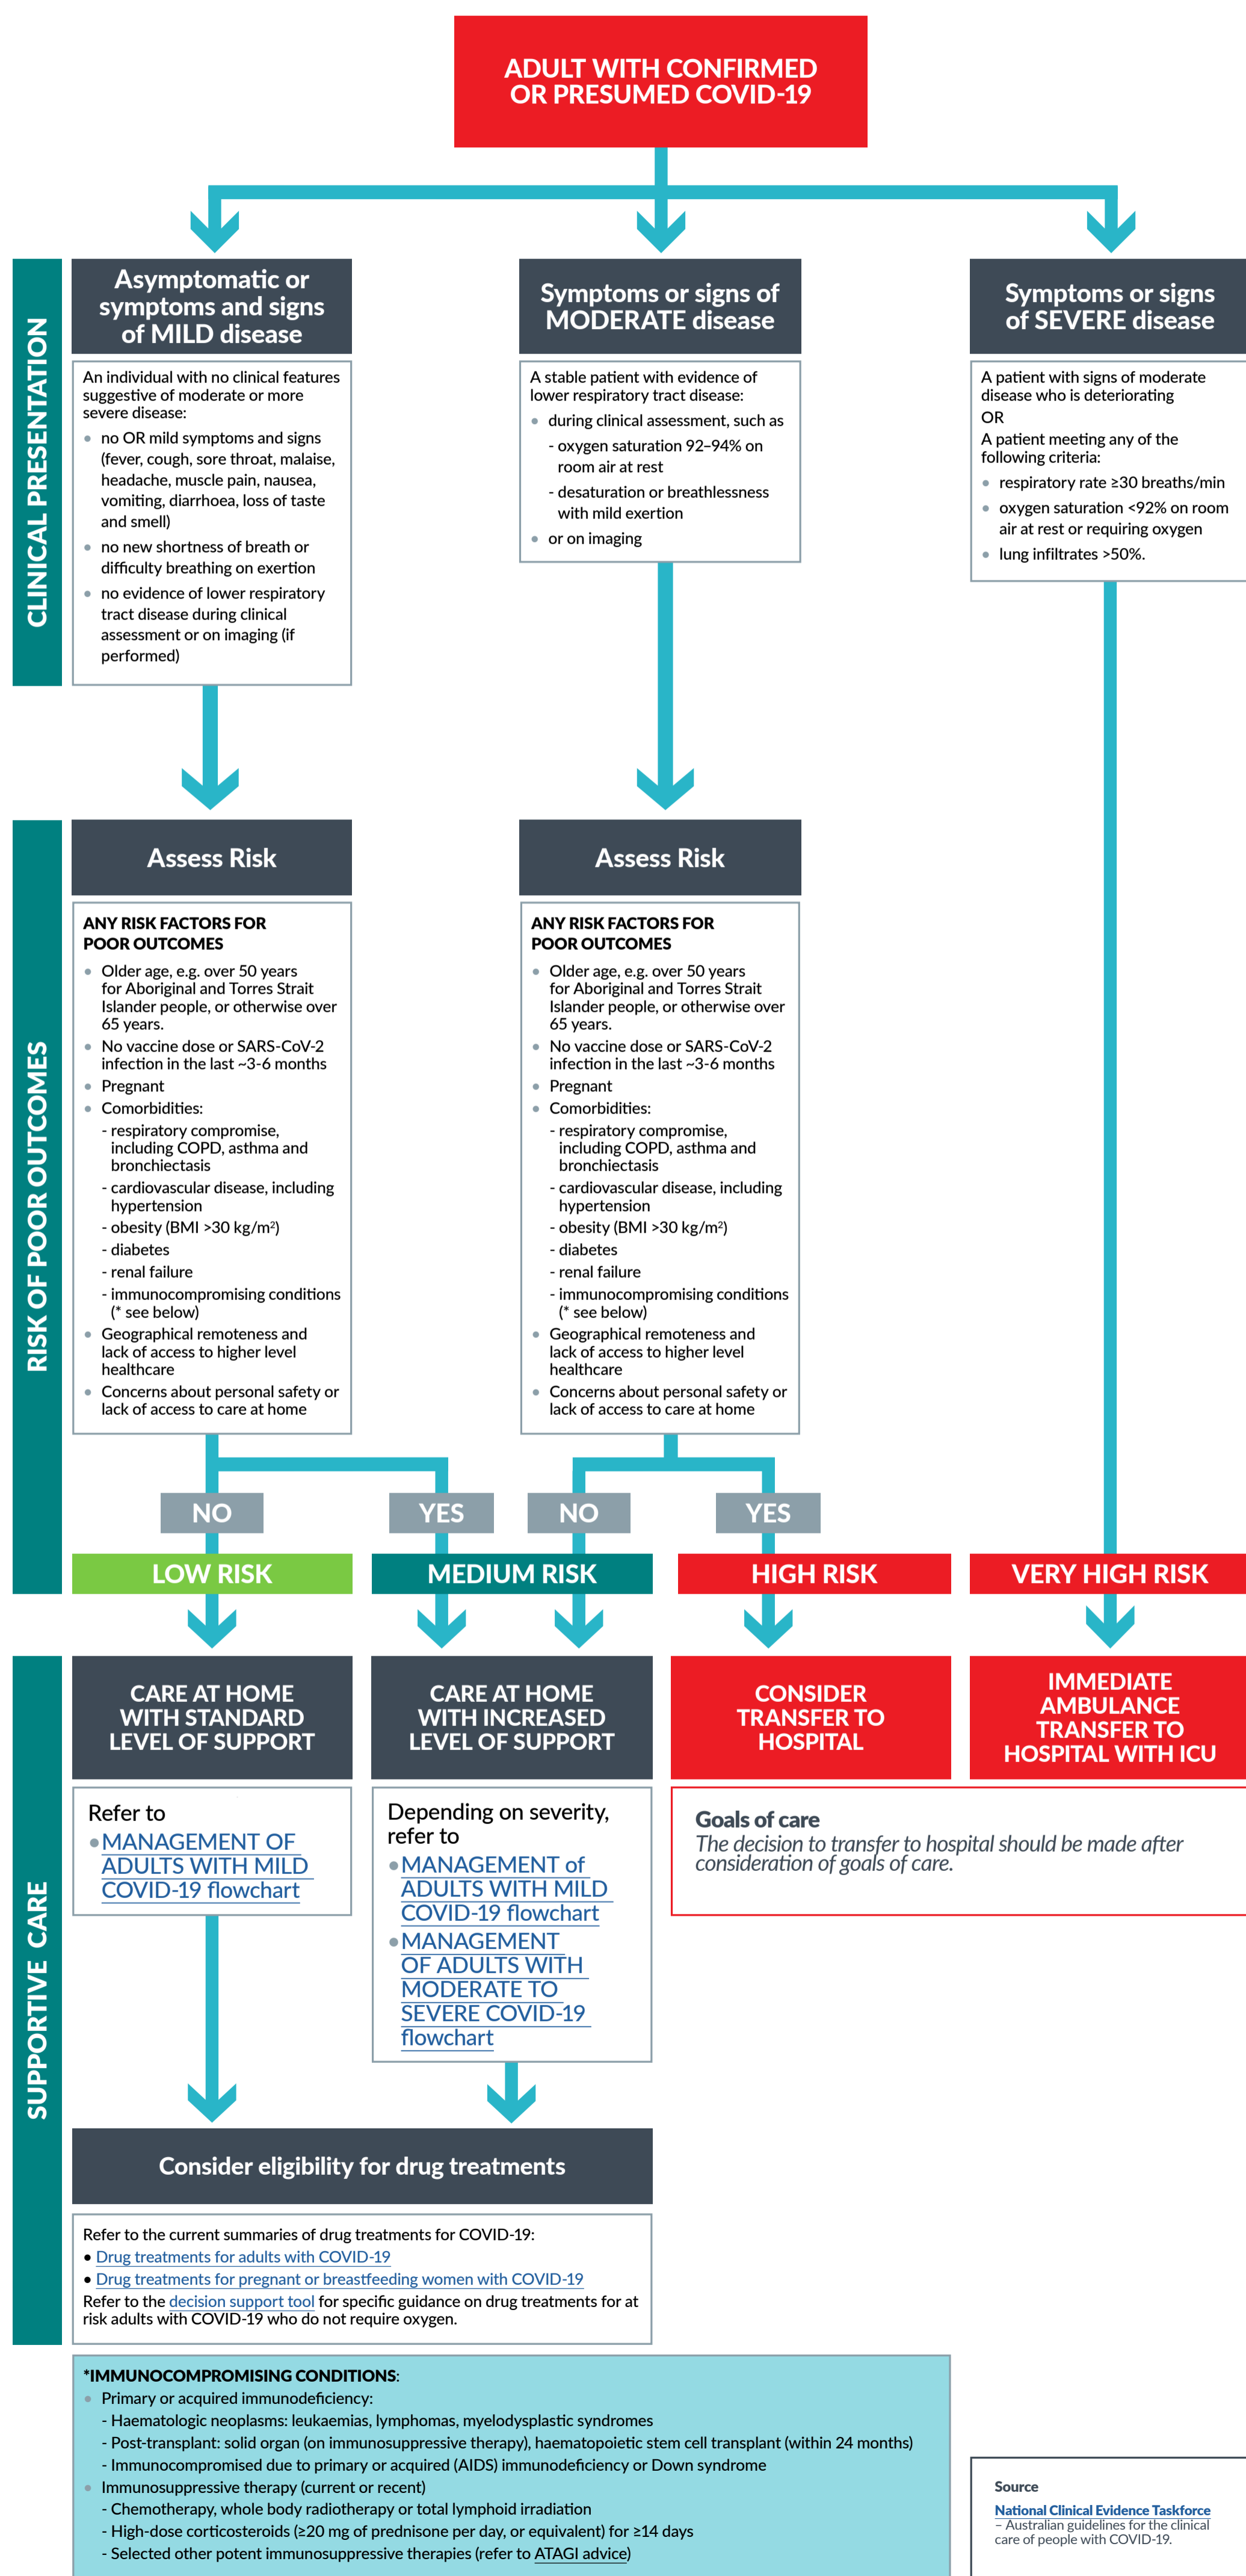 ADULT WITH CONFIRMED
OR PRESUMED COVID-19
CLINICAL PRESENTATION
Asymptomatic or
symptoms and signs
of MILD disease
An individual with no clinical features
suggestive of moderate or more
severe disease:
• no OR mild symptoms and signs
(fever, cough, sore throat, malaise,
headache, muscle pain, nausea,
vomiting, diarrhoea, loss of taste
and smell)
• no new shortness of breath or
difficulty breathing on exertion
• no evidence of lower respiratory
tract disease during clinical
assessment or on imaging (if
performed)
Symptoms or signs of
MODERATE disease
A stable patient with evidence of
lower respiratory tract disease:
• during clinical assessment, such as
- oxygen saturation 92–94% on
room air at rest
- desaturation or breathlessness
with mild exertion
• or on imaging
Symptoms or signs
of SEVERE disease
A patient with signs of moderate
disease who is deteriorating
OR
A patient meeting any of the
following criteria:
• respiratory rate ≥30 breaths/min
• oxygen saturation <92% on room
air at rest or requiring oxygen
• lung infiltrates >50%.
RISK OF POOR OUTCOMES
Assess Risk
ANY RISK FACTORS FOR
POOR OUTCOMES
• Older age, e.g. over 50 years
for Aboriginal and Torres Strait
Islander people, or otherwise over
65 years.
• No vaccine dose or SARS-CoV-2
infection in the last ~3-6 months
• Pregnant
• Comorbidities:
- respiratory compromise,
including COPD, asthma and
bronchiectasis
- cardiovascular disease, including
hypertension
- obesity (BMI >30 kg/m²)
- diabetes
- renal failure
- immunocompromising conditions
(* see below)
• Geographical remoteness and
lack of access to higher level
healthcare
• Concerns about personal safety or
lack of access to care at home
Assess Risk
ANY RISK FACTORS FOR
POOR OUTCOMES
• Older age, e.g. over 50 years
for Aboriginal and Torres Strait
Islander people, or otherwise over
65 years.
• No vaccine dose or SARS-CoV-2
infection in the last ~3-6 months
• Pregnant
• Comorbidities:
- respiratory compromise,
including COPD, asthma and
bronchiectasis
- cardiovascular disease, including
hypertension
- obesity (BMI >30 kg/m²)
- diabetes
- renal failure
- immunocompromising conditions
(* see below)
• Geographical remoteness and
lack of access to higher level
healthcare
• Concerns about personal safety or
lack of access to care at home
NO
YES
NO
YES
LOW RISK
MEDIUM RISK
HIGH RISK
VERY HIGH RISK
SUPPORTIVE CARE
CARE AT HOME
WITH STANDARD
LEVEL OF SUPPORT
Refer to
• MANAGEMENT OF
ADULTS WITH MILD
COVID-19 flowchart
CARE AT HOME
WITH INCREASED
LEVEL OF SUPPORT
Depending on severity,
refer to
• MANAGEMENT of
ADULTS WITH MILD
COVID-19 flowchart
• MANAGEMENT
OF ADULTS WITH
MODERATE TO
SEVERE COVID-19
flowchart
CONSIDER
TRANSFER TO
HOSPITAL
IMMEDIATE
AMBULANCE
TRANSFER TO
HOSPITAL WITH ICU
Goals of care
The decision to transfer to hospital should be made after
consideration of goals of care.
Consider eligibility for drug treatments
Refer to the current summaries of drug treatments for COVID-19:
• Drug treatments for adults with COVID-19
• Drug treatments for pregnant or breastfeeding women with COVID-19
Refer to the decision support tool for specific guidance on drug treatments for at
risk adults with COVID-19 who do not require oxygen.
*IMMUNOCOMPROMISING CONDITIONS:
• Primary or acquired immunodeficiency:
- Haematologic neoplasms: leukaemias, lymphomas, myelodysplastic syndromes
- Post-transplant: solid organ (on immunosuppressive therapy), haematopoietic stem cell transplant (within 24 months)
- Immunocompromised due to primary or acquired (AIDS) immunodeficiency or Down syndrome
• Immunosuppressive therapy (current or recent)
- Chemotherapy, whole body radiotherapy or total lymphoid irradiation
- High-dose corticosteroids (≥20 mg of prednisone per day, or equivalent) for ≥14 days
- Selected other potent immunosuppressive therapies (refer to ATAGI advice)
Source
National Clinical Evidence Taskforce
– Australian guidelines for the clinical
care of people with COVID-19.